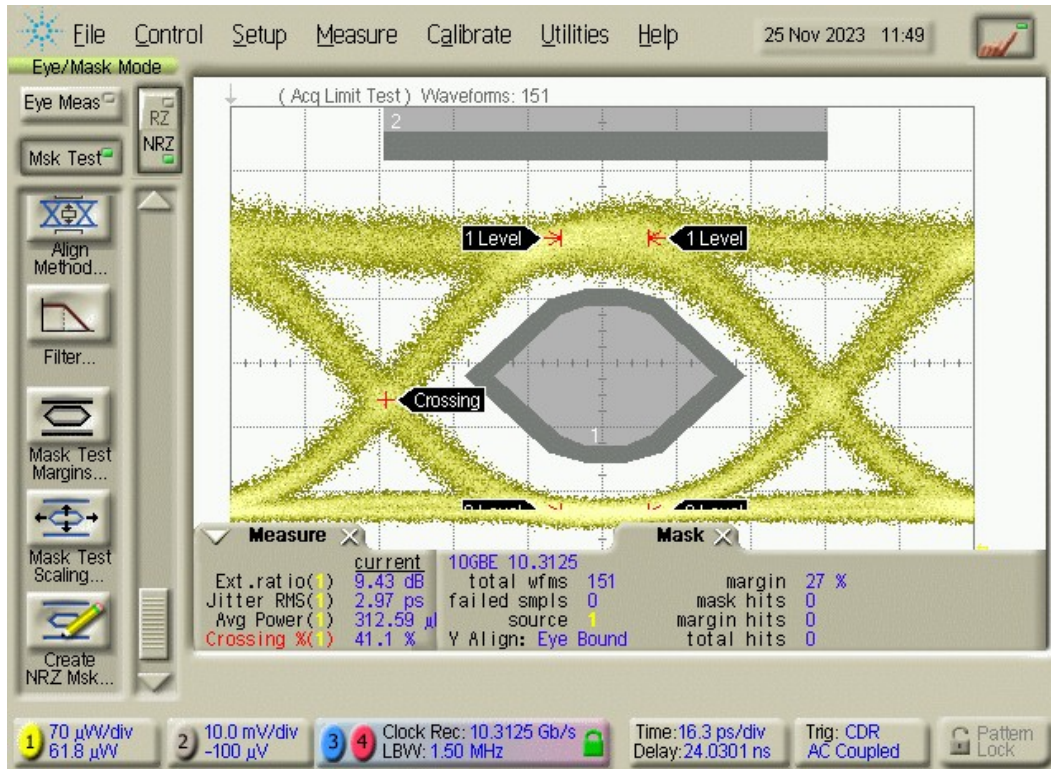 File Control Setup Measure Calibrate Utilities Help 25 Nov 2023 11:49
Eye/Mask Mode
Eye Meas
RZ
NRZ
Msk Test
Align
Method...
Filter...
Mask Test
Margins...
Mask Test
Scaling...
Create
NRZ Msk...
( Acq Limit Test ) Waveforms: 151
2
1 Level 1 Level
Crossing
1
Measure Mask
current 10GBE 10.3125
Ext.ratio(1) 9.43 dB total wfms 151 margin 27 %
Jitter RMS(1) 2.97 ps failed smpls 0 mask hits 0
Avg Power(1) 312.59 µ source 1 margin hits 0
Crossing %(1) 41.1 % Y Align: Eye Bound total hits 0
1 70 µW/div 2 10.0 mV/div 3 4 Clock Rec: 10.3125 Gb/s Time:16.3 ps/div Trig: CDR Pattern
61.8 µW -100 µV LBW: 1.50 MHz Delay:24.0301 ns AC Coupled Lock